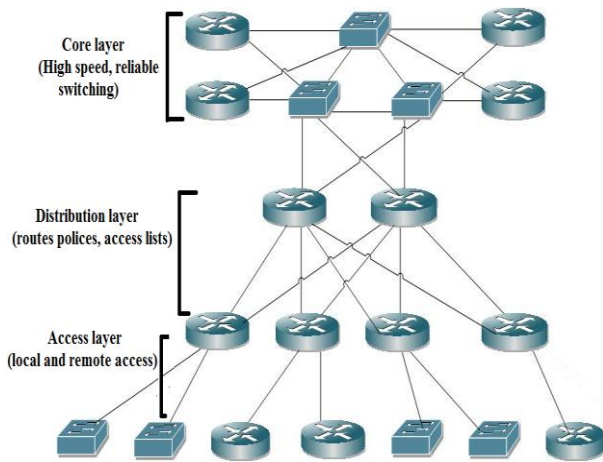 Core layer
(High speed, reliable
switching)
Distribution layer
(routes polices, access lists)
Access layer
(local and remote access)